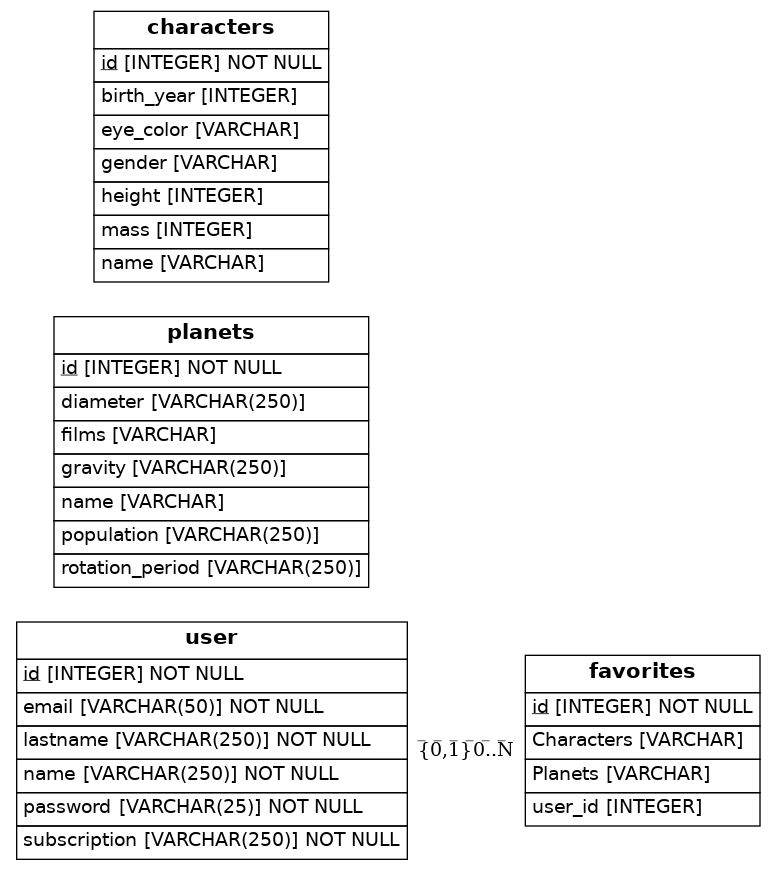 characters
id [INTEGER] NOT NULL
birth_year [INTEGER]
eye_color [VARCHAR]
gender [VARCHAR]
height [INTEGER]
mass [INTEGER]
name [VARCHAR]
planets
id [INTEGER] NOT NULL
diameter [VARCHAR(250)]
films [VARCHAR]
gravity [VARCHAR(250)]
name [VARCHAR]
population [VARCHAR(250)]
rotation_period [VARCHAR(250)]
user
id [INTEGER] NOT NULL
email [VARCHAR(50)] NOT NULL
lastname [VARCHAR(250)] NOT NULL
name [VARCHAR(250)] NOT NULL
password [VARCHAR(25)] NOT NULL
subscription [VARCHAR(250)] NOT NULL
{0,1}0..N
favorites
id [INTEGER] NOT NULL
Characters [VARCHAR]
Planets [VARCHAR]
user_id [INTEGER]